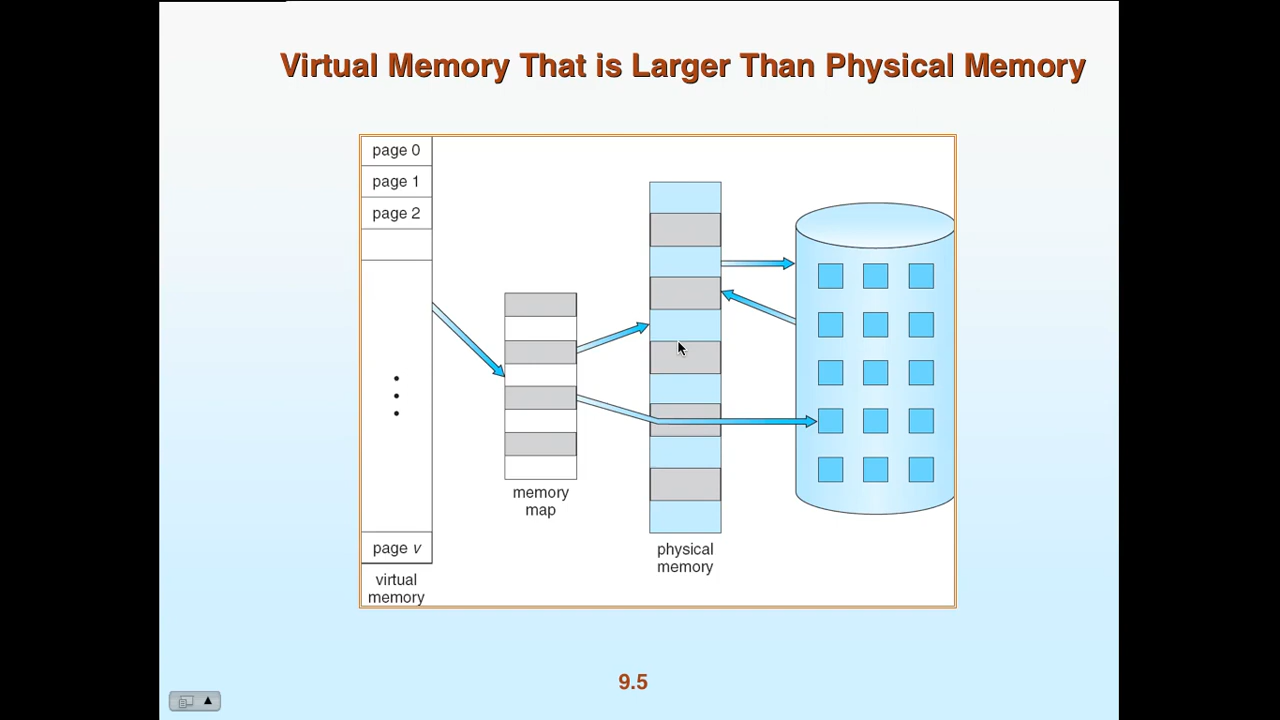 Virtual Memory That is Larger Than Physical Memory
page 0
page 1
page 2
page v
virtual
memory
memory
map
physical
memory
9.5